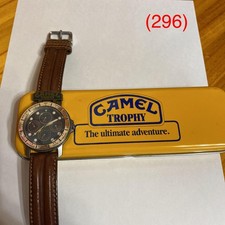 (296)
CAMEL
TROPHY
The ultimate adventure.